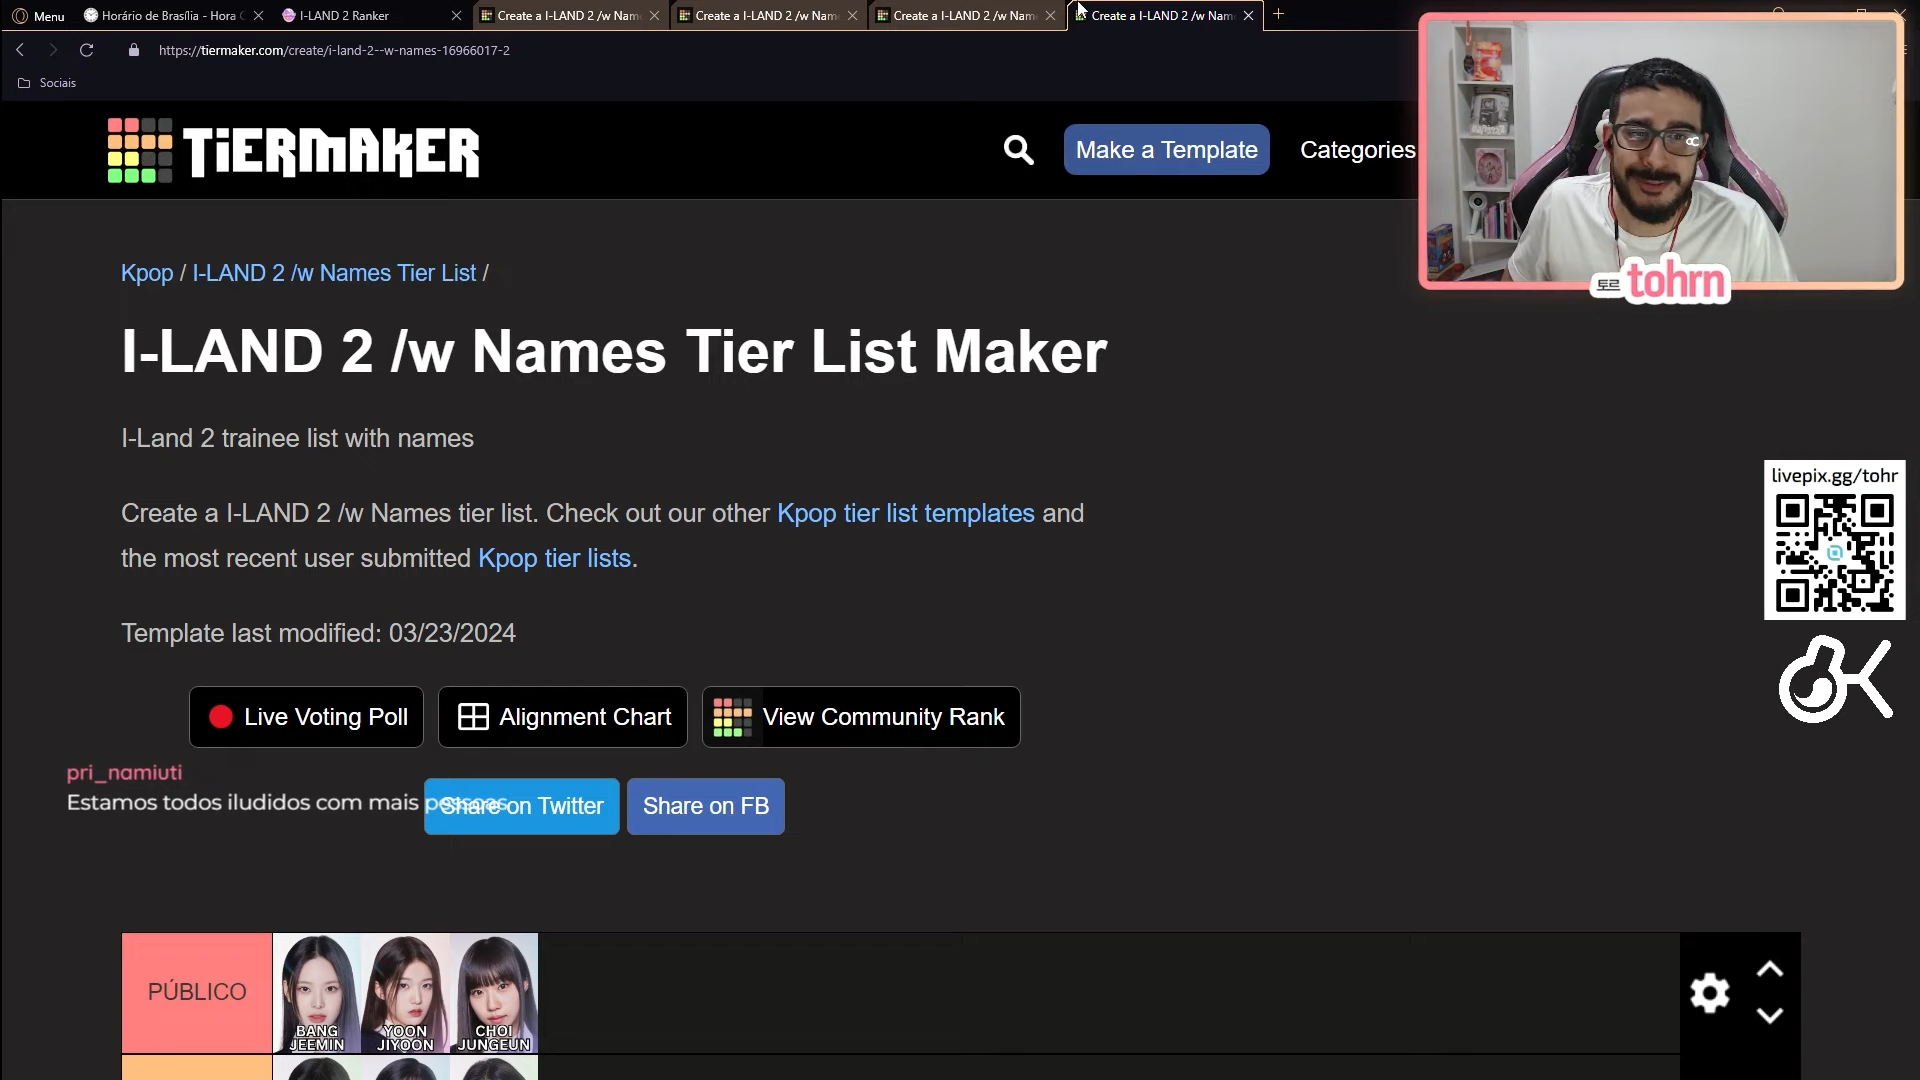 Menu
Horário de Brasília - Hora
I-LAND 2 Ranker
Create a I-LAND 2 /w Nam
Create a I-LAND 2 /w Nam
Create a I-LAND 2 /w Nam
Create a I-LAND 2 /w Nam
https://tiermaker.com/create/i-land-2--w-names-16966017-2
Sociais
TiERMAKER
Make a Template
Categories
토르 tohrn
Kpop / I-LAND 2 /w Names Tier List /
I-LAND 2 /w Names Tier List Maker
I-Land 2 trainee list with names
Create a I-LAND 2 /w Names tier list. Check out our other Kpop tier list templates and
the most recent user submitted Kpop tier lists.
livepix.gg/tohr
Template last modified: 03/23/2024
Live Voting Poll
Alignment Chart
View Community Rank
pri_namiuti
Estamos todos iludidos com mais pessoas
Share on Twitter
Share on FB
PÚBLICO
BANG
JEEMIN
YOON
JIYOON
CHOI
JUNGEUN